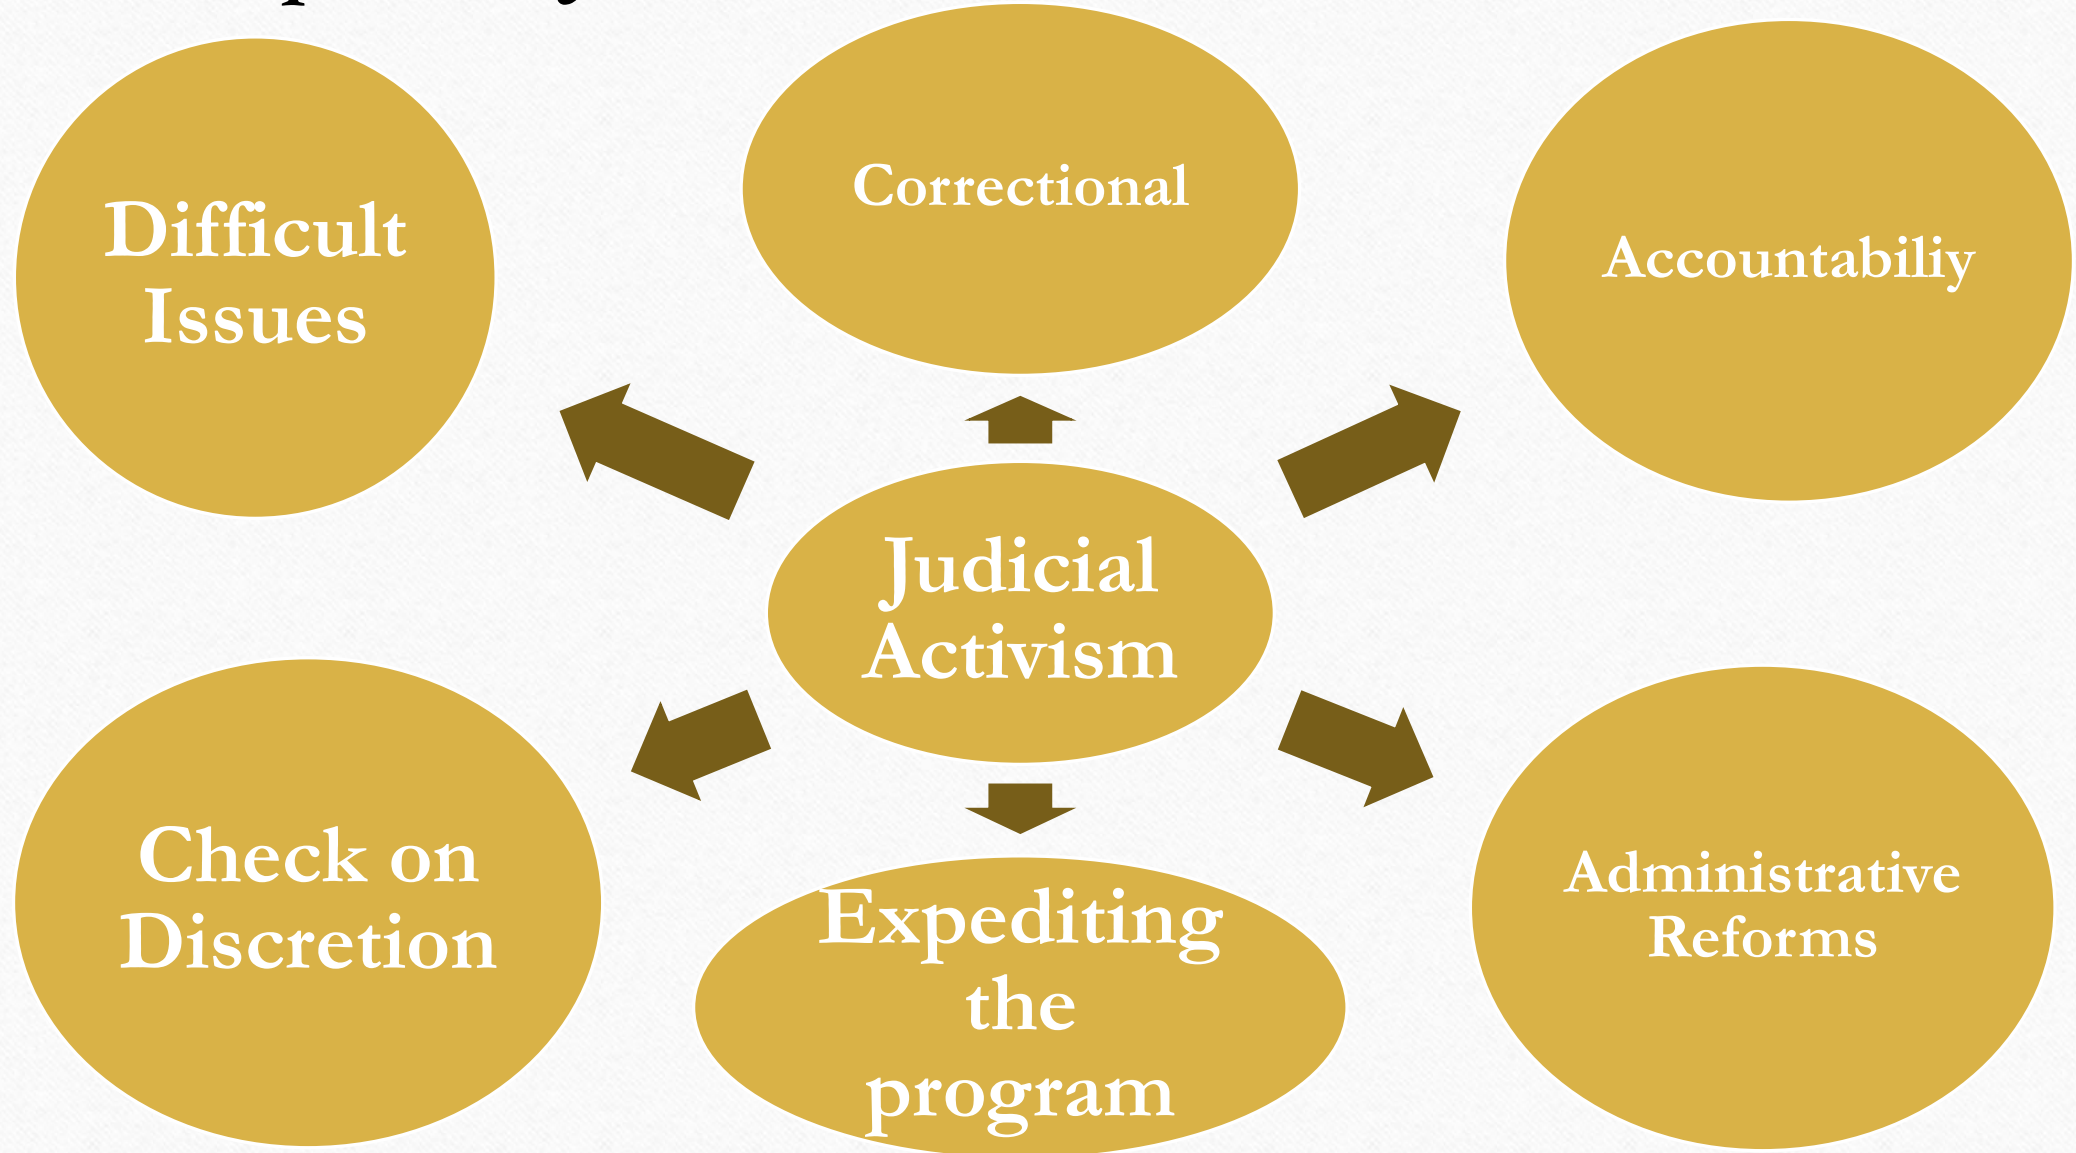 Difficult
Issues
Correctional
Accountabiliy
Judicial
Activism
Check on
Discretion
Expediting
the
program
Administrative
Reforms